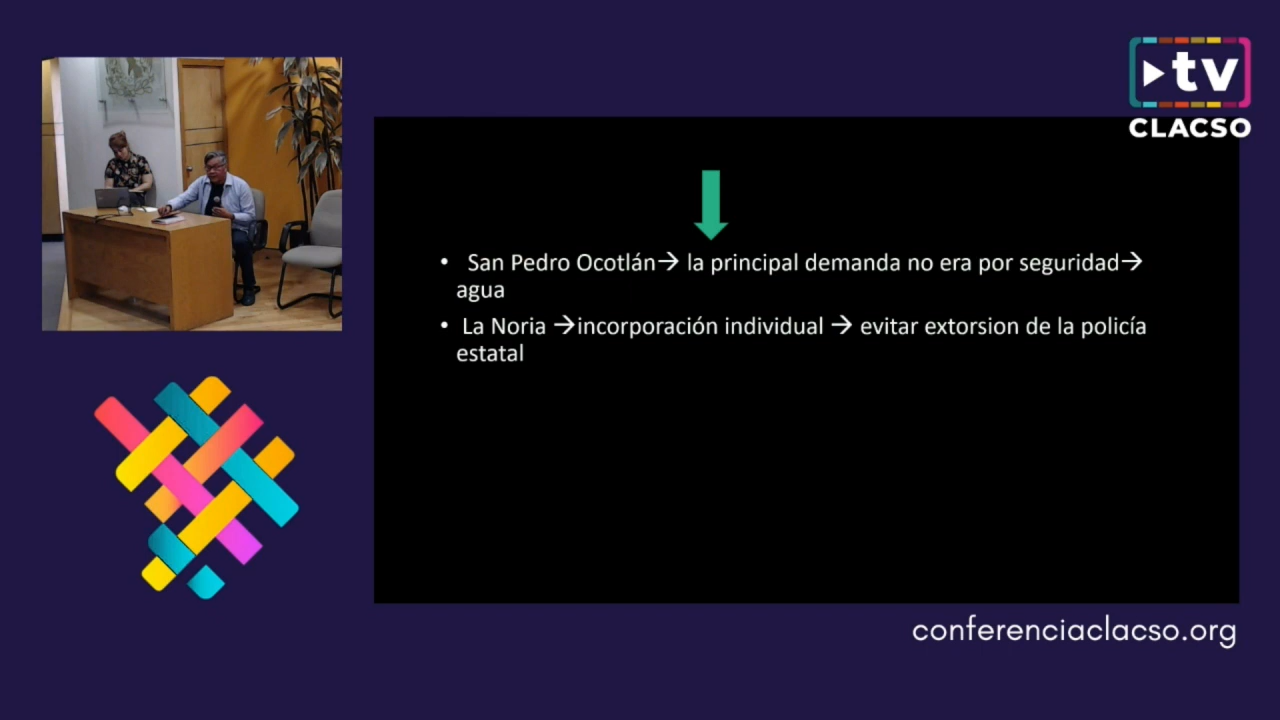 tv
CLACSO
• San Pedro Ocotlán→ la principal demanda no era por seguridad→
agua
• La Noria →incorporación individual → evitar extorsion de la policía
estatal
conferenciaclacso.org